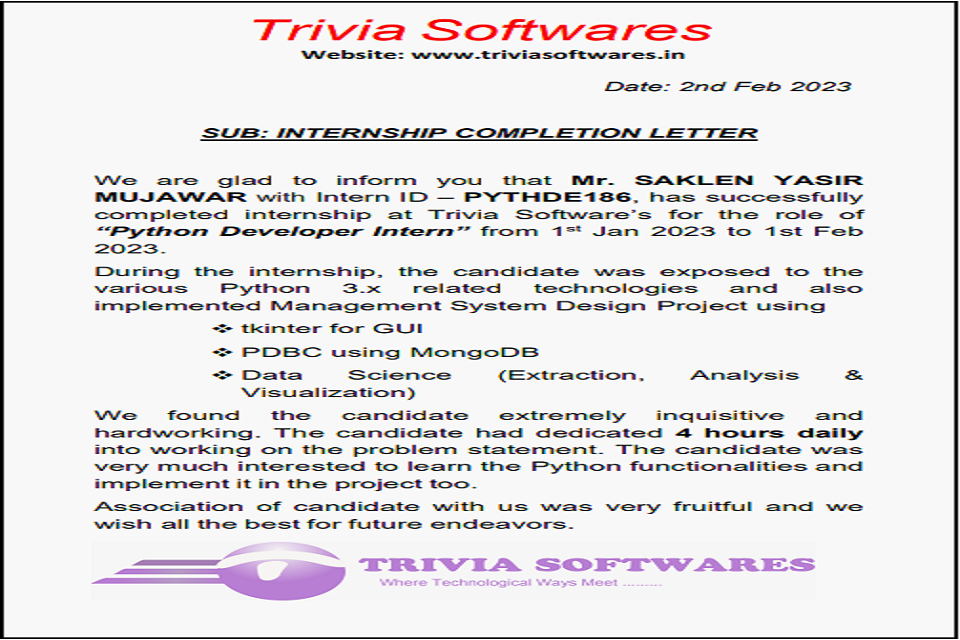 Trivia Softwares
Website: www.triviasoftwares.in
Date: 2nd Feb 2023
SUB: INTERNSHIP COMPLETION LETTER
We are glad to inform you that Mr. SAKLEN YASIR
MUJAWAR with Intern ID – PYTHDE186, has successfully
completed internship at Trivia Software’s for the role of
“Python Developer Intern” from 1st Jan 2023 to 1st Feb
2023.
During the internship, the candidate was exposed to the
various Python 3.x related technologies and also
implemented Management System Design Project using
❖ tkinter for GUI
❖ PDBC using MongoDB
❖ Data Science (Extraction, Analysis &
Visualization)
We found the candidate extremely inquisitive and
hardworking. The candidate had dedicated 4 hours daily
into working on the problem statement. The candidate was
very much interested to learn the Python functionalities and
implement it in the project too.
Association of candidate with us was very fruitful and we
wish all the best for future endeavors.
TRIVIA SOFTWARES
Where Technological Ways Meet .........